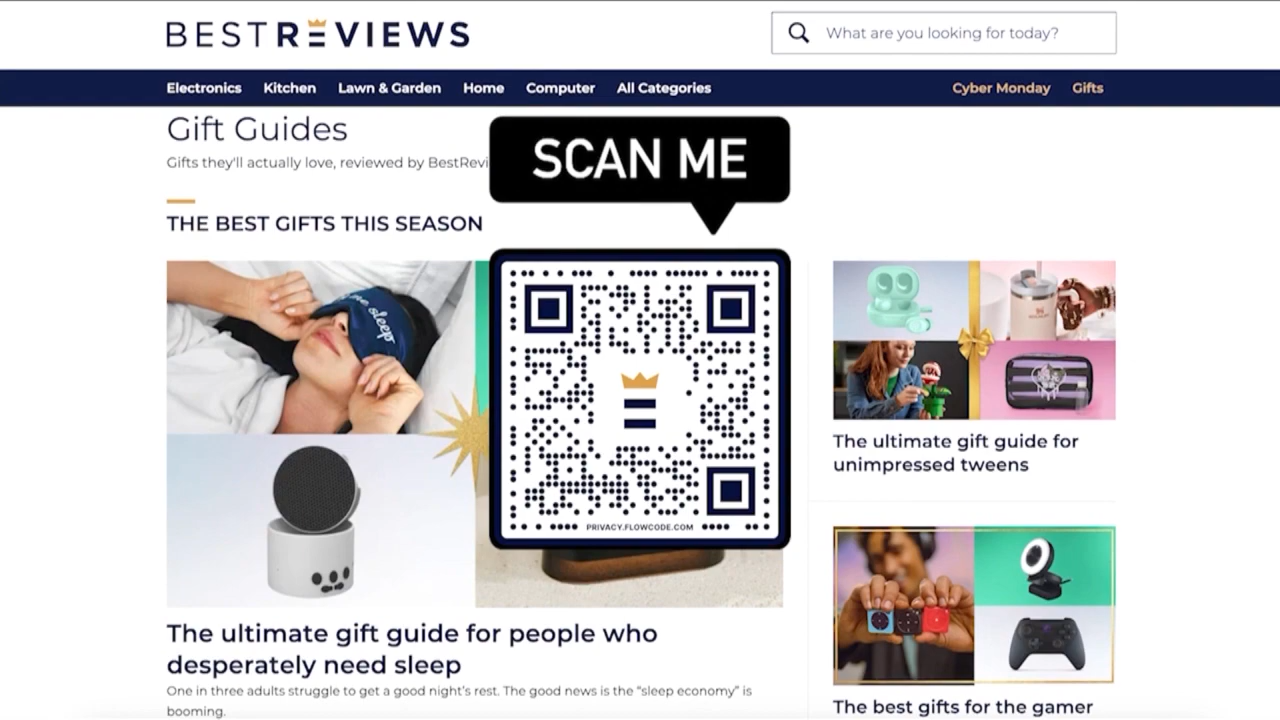 BESTREVIEWS
What are you looking for today?
Electronics Kitchen Lawn & Garden Home Computer All Categories Cyber Monday Gifts
Gift Guides
Gifts they'll actually love, reviewed by BestRevi
SCAN ME
THE BEST GIFTS THIS SEASON
me sleep
PRIVACY.FLOWCODE.COM
The ultimate gift guide for people who
desperately need sleep
One in three adults struggle to get a good night's rest. The good news is the “sleep economy” is
booming.
The ultimate gift guide for
unimpressed tweens
The best gifts for the gamer